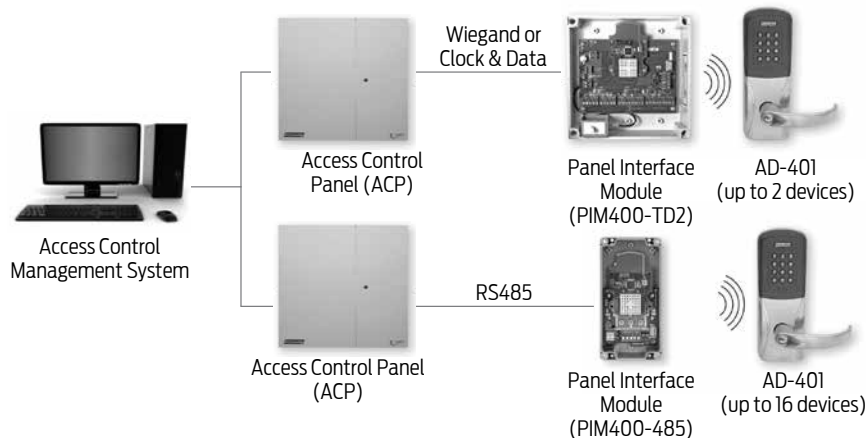 Wiegand or
Clock & Data
Access Control
Panel (ACP)
Panel Interface
Module
(PIM400-TD2)
AD-401
(up to 2 devices)
Access Control
Management System
RS485
Access Control Panel
(ACP)
Panel Interface
Module
(PIM400-485)
AD-401
(up to 16 devices)